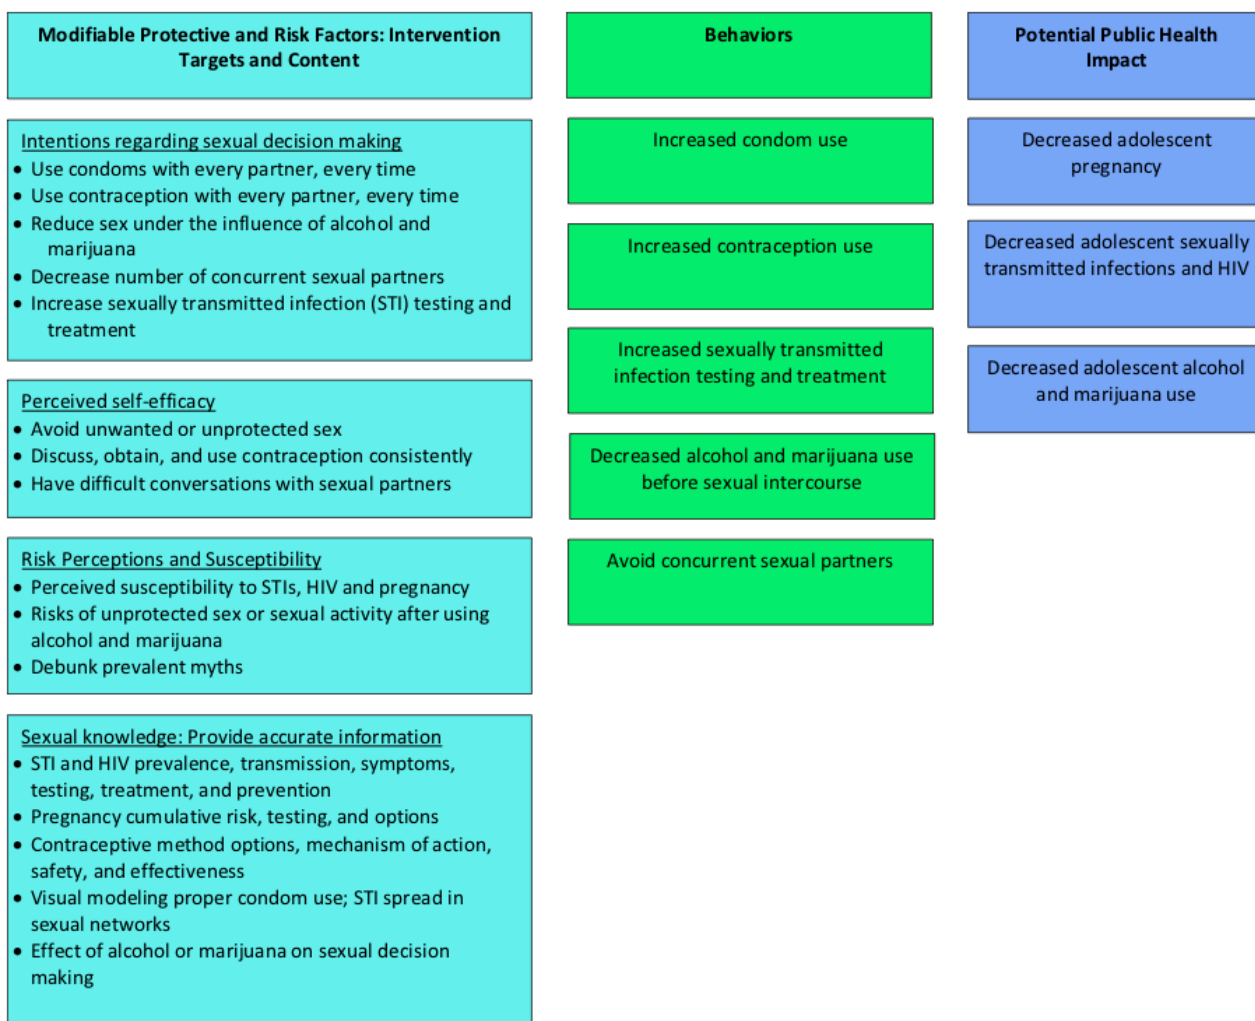 Modifiable Protective and Risk Factors: Intervention
Targets and Content
Intentions regarding sexual decision making
• Use condoms with every partner, every time
• Use contraception with every partner, every time
• Reduce sex under the influence of alcohol and
marijuana
• Decrease number of concurrent sexual partners
• Increase sexually transmitted infection (STI) testing and
treatment
Perceived self-efficacy
• Avoid unwanted or unprotected sex
• Discuss, obtain, and use contraception consistently
• Have difficult conversations with sexual partners
Risk Perceptions and Susceptibility
• Perceived susceptibility to STIs, HIV and pregnancy
• Risks of unprotected sex or sexual activity after using
alcohol and marijuana
• Debunk prevalent myths
Sexual knowledge: Provide accurate information
• STI and HIV prevalence, transmission, symptoms,
testing, treatment, and prevention
• Pregnancy cumulative risk, testing, and options
• Contraceptive method options, mechanism of action,
safety, and effectiveness
• Visual modeling proper condom use; STI spread in
sexual networks
• Effect of alcohol or marijuana on sexual decision
making
Behaviors
Increased condom use
Increased contraception use
Increased sexually transmitted
infection testing and treatment
Decreased alcohol and marijuana use
before sexual intercourse
Avoid concurrent sexual partners
Potential Public Health
Impact
Decreased adolescent
pregnancy
Decreased adolescent sexually
transmitted infections and HIV
Decreased adolescent alcohol
and marijuana use